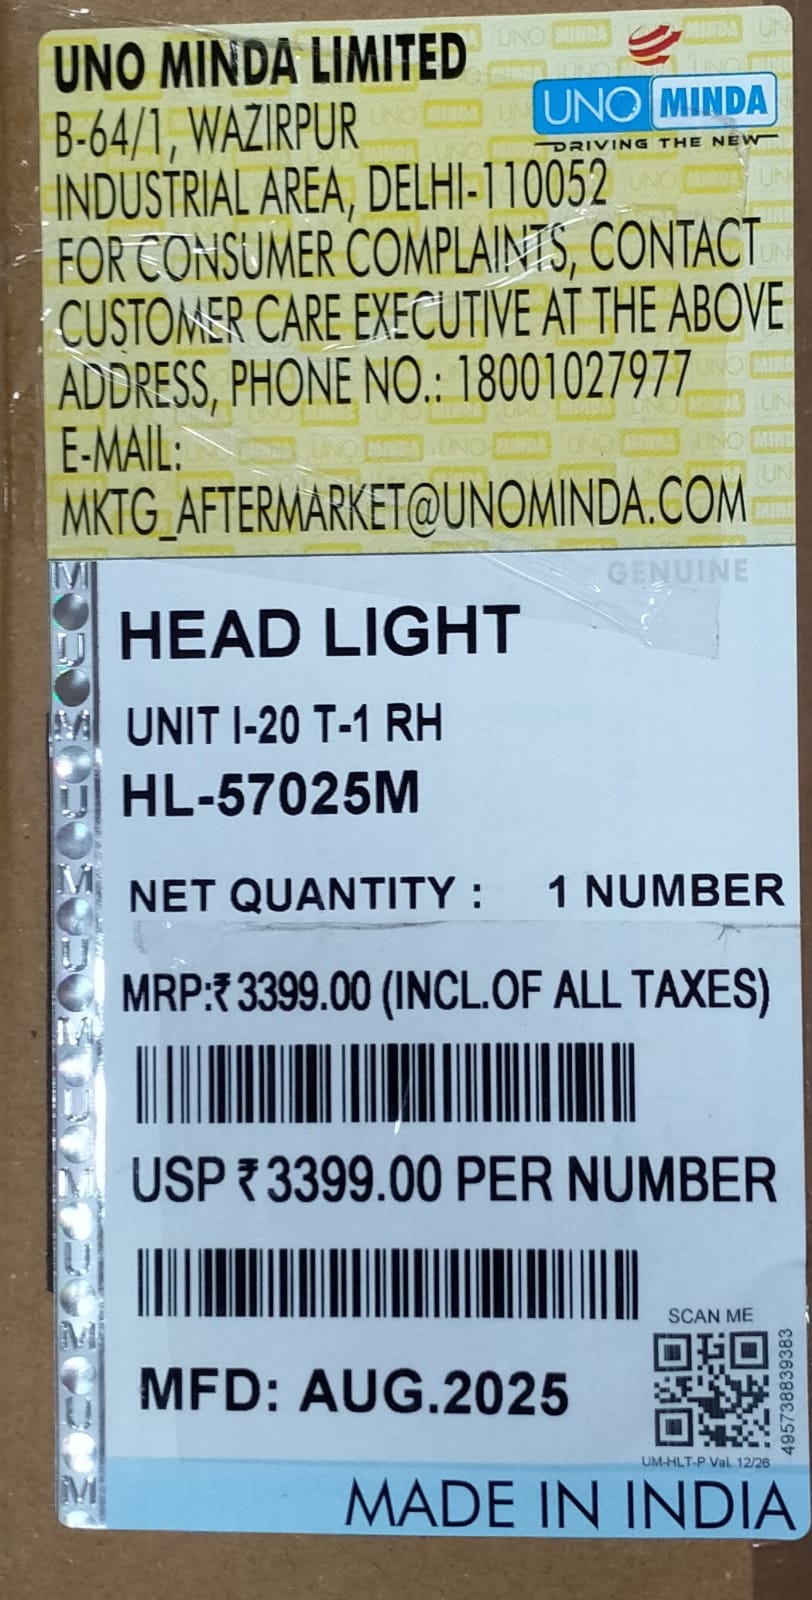 UNO MINDA LIMITED
UNO MINDA
DRIVING THE NEW
B-64/1, WAZIRPUR
INDUSTRIAL AREA, DELHI-110052
FOR CONSUMER COMPLAINTS, CONTACT
CUSTOMER CARE EXECUTIVE AT THE ABOVE
ADDRESS, PHONE NO.: 18001027977
E-MAIL:
MKTG_AFTERMARKET@UNOMINDA.COM
GENUINE
HEAD LIGHT
UNIT I-20 T-1 RH
HL-57025M
NET QUANTITY : 1 NUMBER
MRP:₹3399.00 (INCL.OF ALL TAXES)
USP ₹3399.00 PER NUMBER
MFD: AUG.2025
SCAN ME
495738839383
UM-HLT-P Val. 12/26
MADE IN INDIA